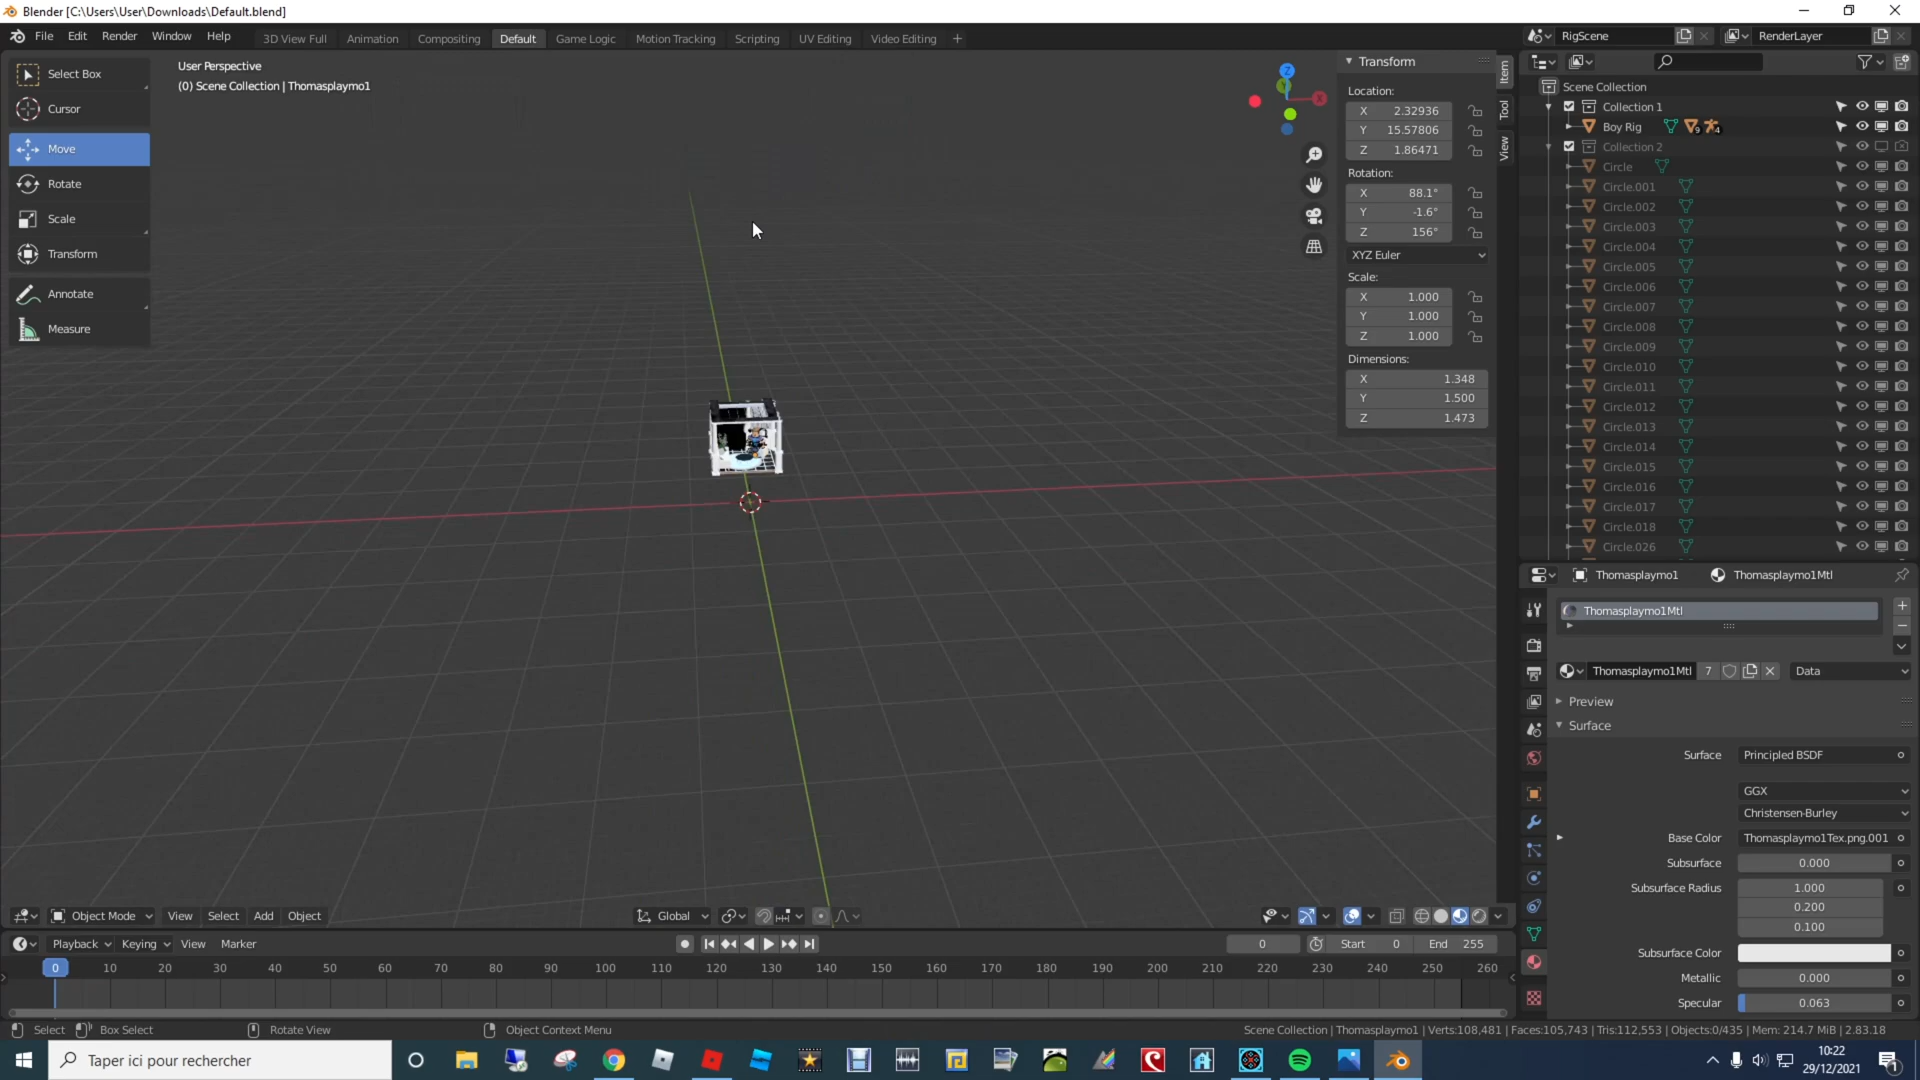 Blender [C:\Users\User\Downloads\Default.blend]
File Edit Render Window Help
3D View Full Animation Compositing Default Game Logic Motion Tracking Scripting UV Editing Video Editing +
RigScene
RenderLayer
Select Box
Cursor
Move
Rotate
Scale
Transform
Annotate
Measure
User Perspective
(0) Scene Collection | Thomasplaymo1
Z
Y
X
Transform
Location:
X 2.32936
Y 15.57806
Z 1.86471
Rotation:
X 88.1°
Y -1.6°
Z 156°
XYZ Euler
Scale:
X 1.000
Y 1.000
Z 1.000
Dimensions:
X 1.348
Y 1.500
Z 1.473
Item
Tool
View
Scene Collection
Collection 1
Boy Rig 9 4
Collection 2
Circle
Circle.001
Circle.002
Circle.003
Circle.004
Circle.005
Circle.006
Circle.007
Circle.008
Circle.009
Circle.010
Circle.011
Circle.012
Circle.013
Circle.014
Circle.015
Circle.016
Circle.017
Circle.018
Circle.026
Thomasplaymo1 Thomasplaymo1Mtl
Thomasplaymo1Mtl
Thomasplaymo1Mtl 7 Data
Preview
Surface
Surface Principled BSDF
GGX
Christensen-Burley
Base Color Thomasplaymo1Tex.png.001
Subsurface 0.000
Subsurface Radius 1.000
0.200
0.100
Subsurface Color
Metallic 0.000
Specular 0.063
Object Mode View Select Add Object
Global
Playback Keying View Marker
0 Start 0 End 255
0 10 20 30 40 50 60 70 80 90 100 110 120 130 140 150 160 170 180 190 200 210 220 230 240 250 260
Select Box Select Rotate View Object Context Menu
Scene Collection | Thomasplaymo1 | Verts:108,481 | Faces:105,743 | Tris:112,553 | Objects:0/435 | Mem: 214.7 MiB | 2.83.18
Taper ici pour rechercher
10:22
29/12/2021
1